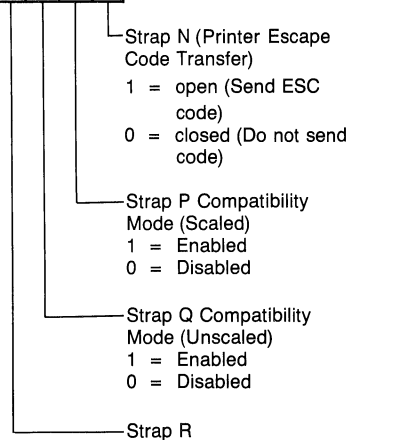 Strap N (Printer Escape
Code Transfer)
1 = open (Send ESC
code)
0 = closed (Do not send
code)
Strap P Compatibility
Mode (Scaled)
1 = Enabled
0 = Disabled
Strap Q Compatibility
Mode (Unscaled)
1 = Enabled
0 = Disabled
Strap R